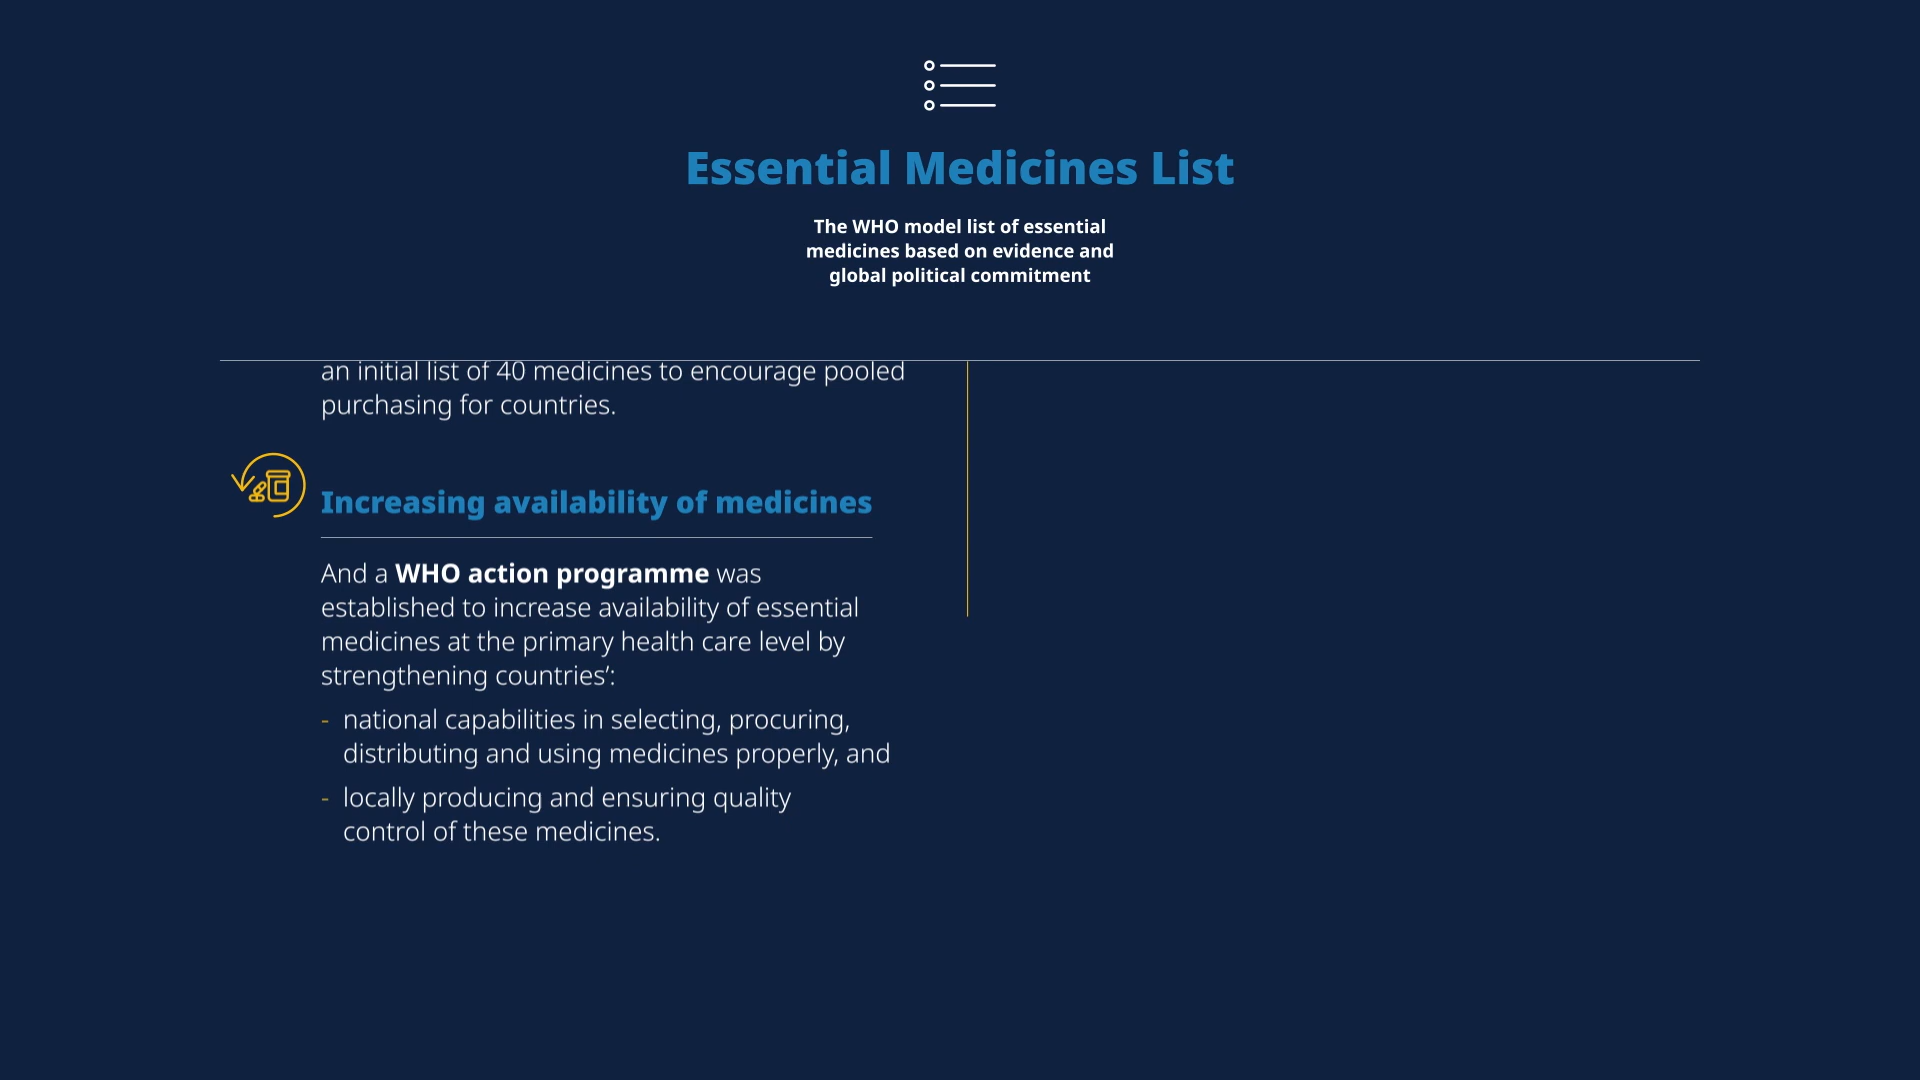 Essential Medicines List
The WHO model list of essential
medicines based on evidence and
global political commitment
an initial list of 40 medicines to encourage pooled
purchasing for countries.
Increasing availability of medicines
And a WHO action programme was
established to increase availability of essential
medicines at the primary health care level by
strengthening countries’:
- national capabilities in selecting, procuring,
distributing and using medicines properly, and
- locally producing and ensuring quality
control of these medicines.